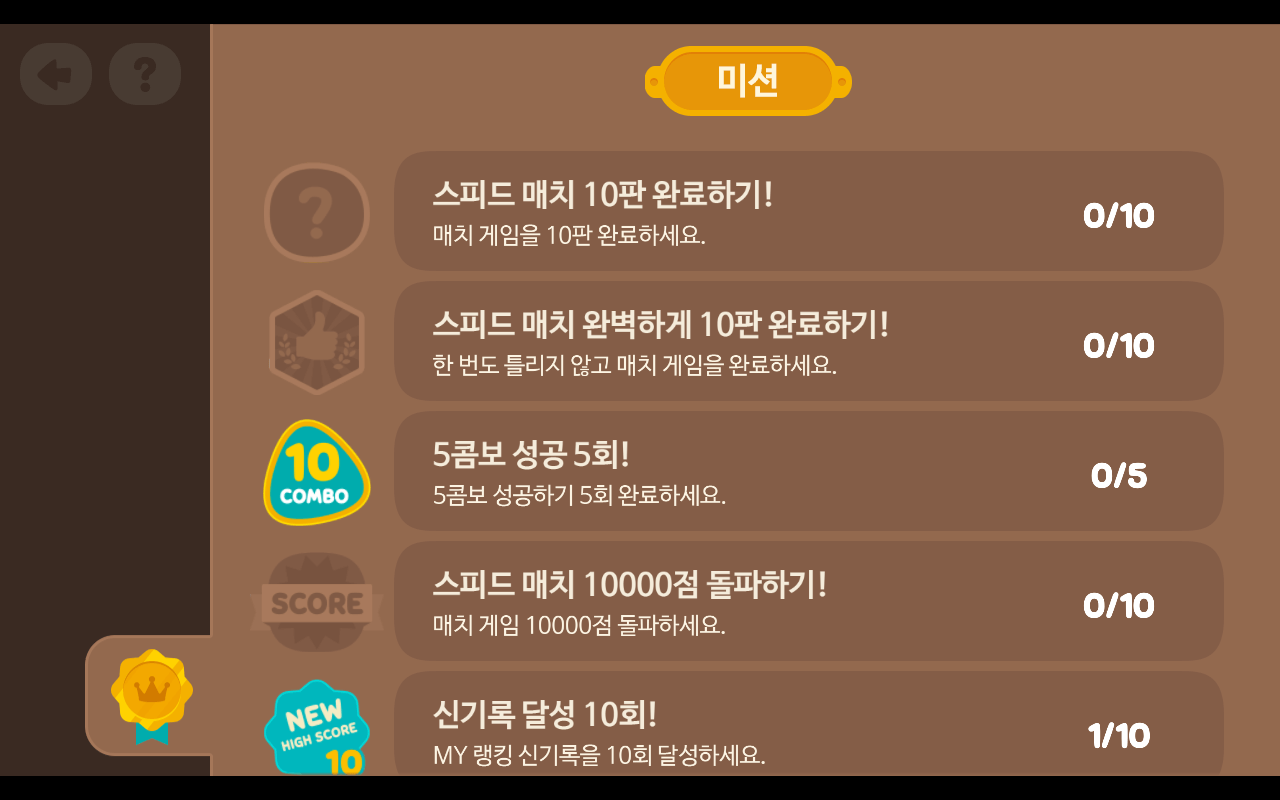 ?
미션
?
스피드 매치 10판 완료하기!
매치 게임을 10판 완료하세요.
0/10
스피드 매치 완벽하게 10판 완료하기!
한 번도 틀리지 않고 매치 게임을 완료하세요.
0/10
10
COMBO
5콤보 성공 5회!
5콤보 성공하기 5회 완료하세요.
0/5
SCORE
스피드 매치 10000점 돌파하기!
매치 게임 10000점 돌파하세요.
0/10
NEW
HIGH SCORE
10
신기록 달성 10회!
MY 랭킹 신기록을 10회 달성하세요.
1/10